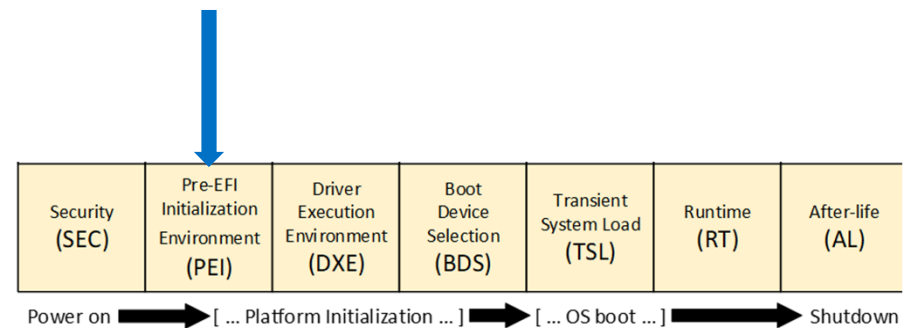 Security
(SEC)
Pre-EFI
Initialization
Environment
(PEI)
Driver
Execution
Environment
(DXE)
Boot
Device
Selection
(BDS)
Transient
System Load
(TSL)
Runtime
(RT)
After-life
(AL)
Power on [ ... Platform Initialization ... ] [ ... OS boot ... ] Shutdown